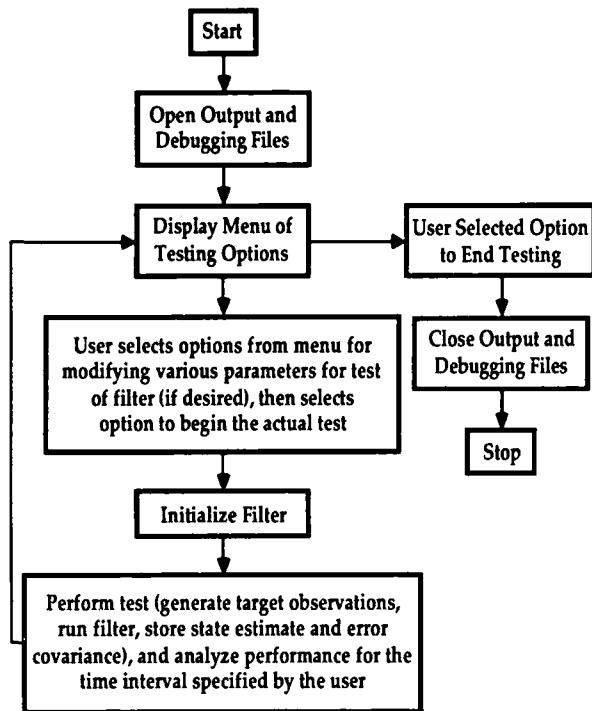 Start
Open Output and
Debugging Files
Display Menu of
Testing Options
User Selected Option
to End Testing
User selects options from menu for
modifying various parameters for test
of filter (if desired), then selects
option to begin the actual test
Close Output and
Debugging Files
Stop
Initialize Filter
Perform test (generate target observations,
run filter, store state estimate and error
covariance), and analyze performance for the
time interval specified by the user